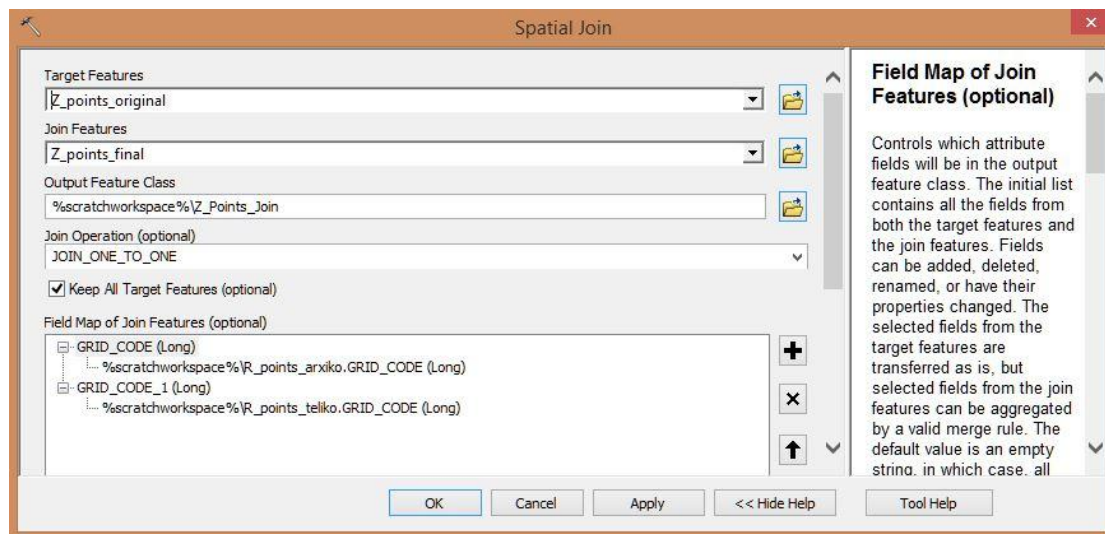 Spatial Join
Target Features
Z_points_original
Join Features
Z_points_final
Output Feature Class
%scratchworkspace%\Z_Points_Join
Join Operation (optional)
JOIN_ONE_TO_ONE
Keep All Target Features (optional)
Field Map of Join Features (optional)
GRID_CODE (Long)
%scratchworkspace%\R_points_arxiko.GRID_CODE (Long)
GRID_CODE_1 (Long)
%scratchworkspace%\R_points_teliko.GRID_CODE (Long)
Field Map of Join
Features (optional)
Controls which attribute
fields will be in the output
feature class. The initial list
contains all the fields from
both the target features and
the join features. Fields
can be added, deleted,
renamed, or have their
properties changed. The
selected fields from the
target features are
transferred as is, but
selected fields from the join
features can be aggregated
by a valid merge rule. The
default value is an empty
string, in which case, all
OK
Cancel
Apply
<< Hide Help
Tool Help